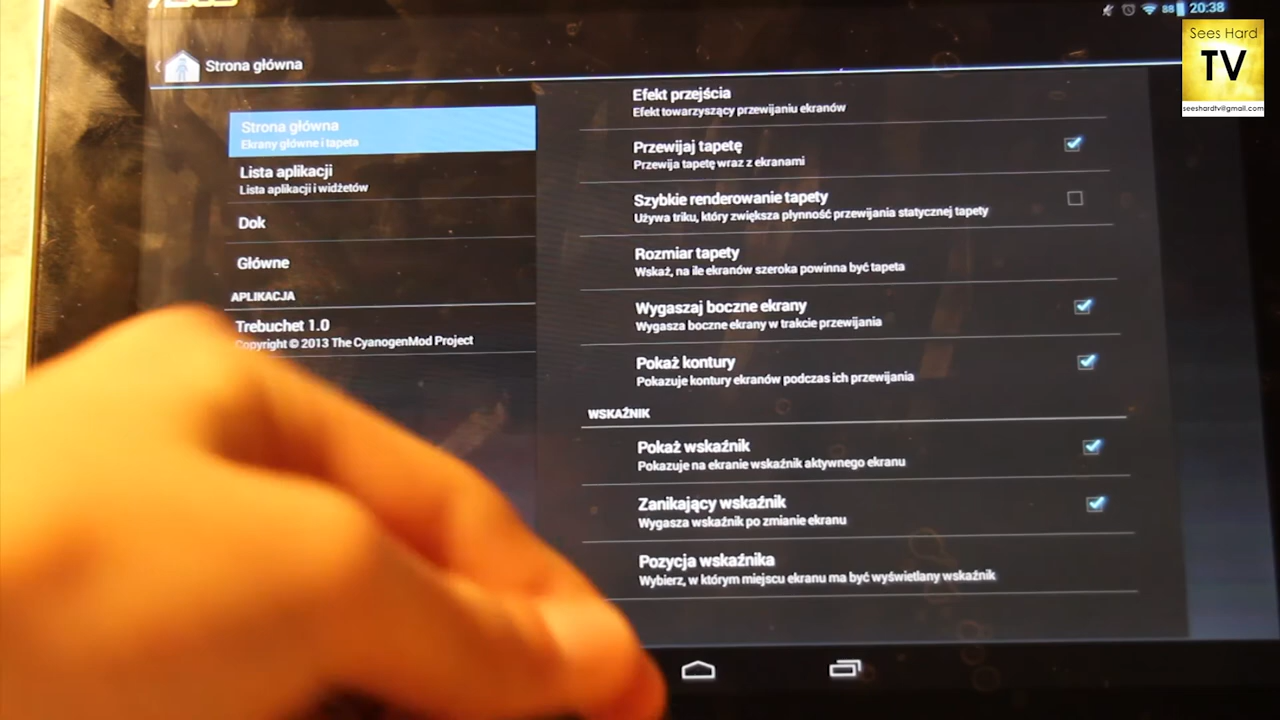 20:38
88
Sees Hard
TV
seeshardtv@gmail.com
Strona główna
Strona główna
Ekrany główne i tapeta
Lista aplikacji
Lista aplikacji i widżetów
Dok
Główne
APLIKACJA
Trebuchet 1.0
Copyright © 2013 The CyanogenMod Project
Efekt przejścia
Efekt towarzyszący przewijaniu ekranów
Przewijaj tapetę
Przewija tapetę wraz z ekranami
Szybkie renderowanie tapety
Używa triku, który zwiększa płynność przewijania statycznej tapety
Rozmiar tapety
Wskaż, na ile ekranów szeroka powinna być tapeta
Wygaszaj boczne ekrany
Wygasza boczne ekrany w trakcie przewijania
Pokaż kontury
Pokazuje kontury ekranów podczas ich przewijania
WSKAŹNIK
Pokaż wskaźnik
Pokazuje na ekranie wskaźnik aktywnego ekranu
Zanikający wskaźnik
Wygasza wskaźnik po zmianie ekranu
Pozycja wskaźnika
Wybierz, w którym miejscu ekranu ma być wyświetlany wskaźnik